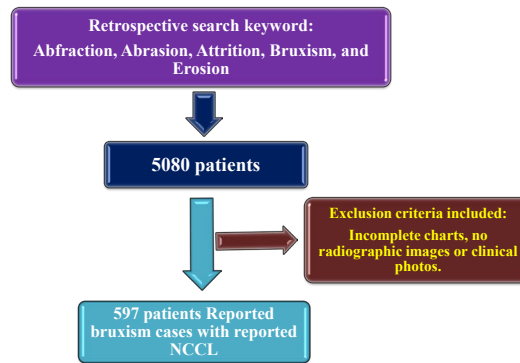 Retrospective search keyword:
Abfraction, Abrasion, Attrition, Bruxism, and
Erosion
5080 patients
Exclusion criteria included:
Incomplete charts, no
radiographic images or clinical
photos.
597 patients Reported
bruxism cases with reported
NCCL